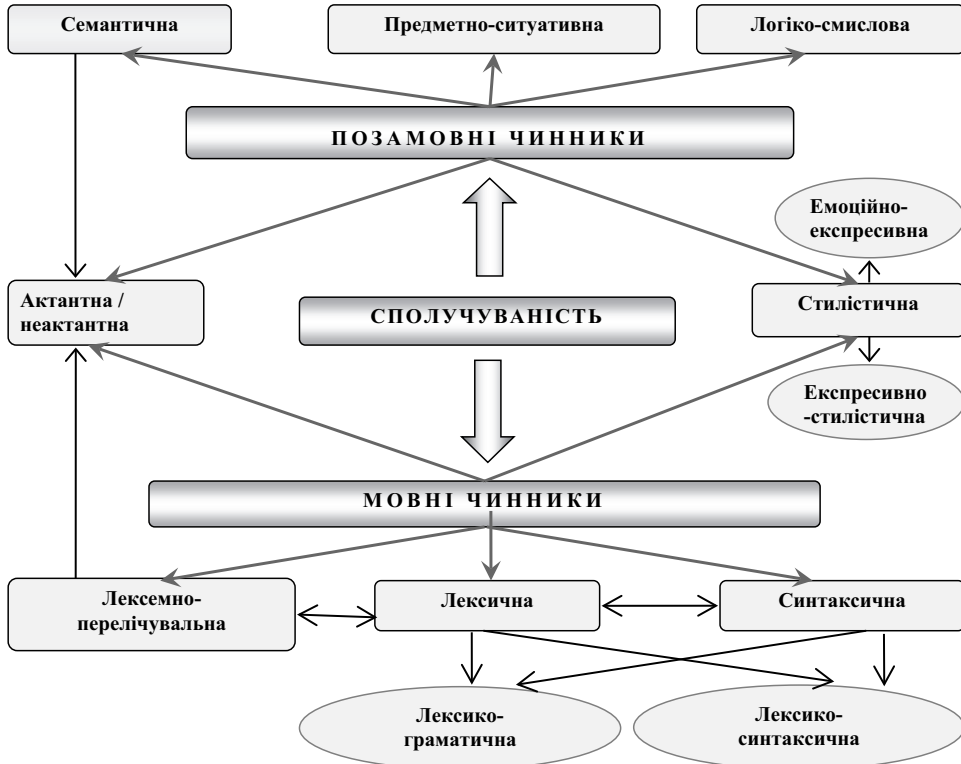 Семантична
Предметно-ситуативна
Логіко-смислова
ПОЗАМОВНІ ЧИННИКИ
Емоційно-
експресивна
Актантна /
неактантна
СПОЛУЧУВАНІСТЬ
Стилістична
Експресивно
-стилістична
МОВНІ ЧИННИКИ
Лексемно-
перелічувальна
Лексична
Синтаксична
Лексико-
граматична
Лексико-
синтаксична